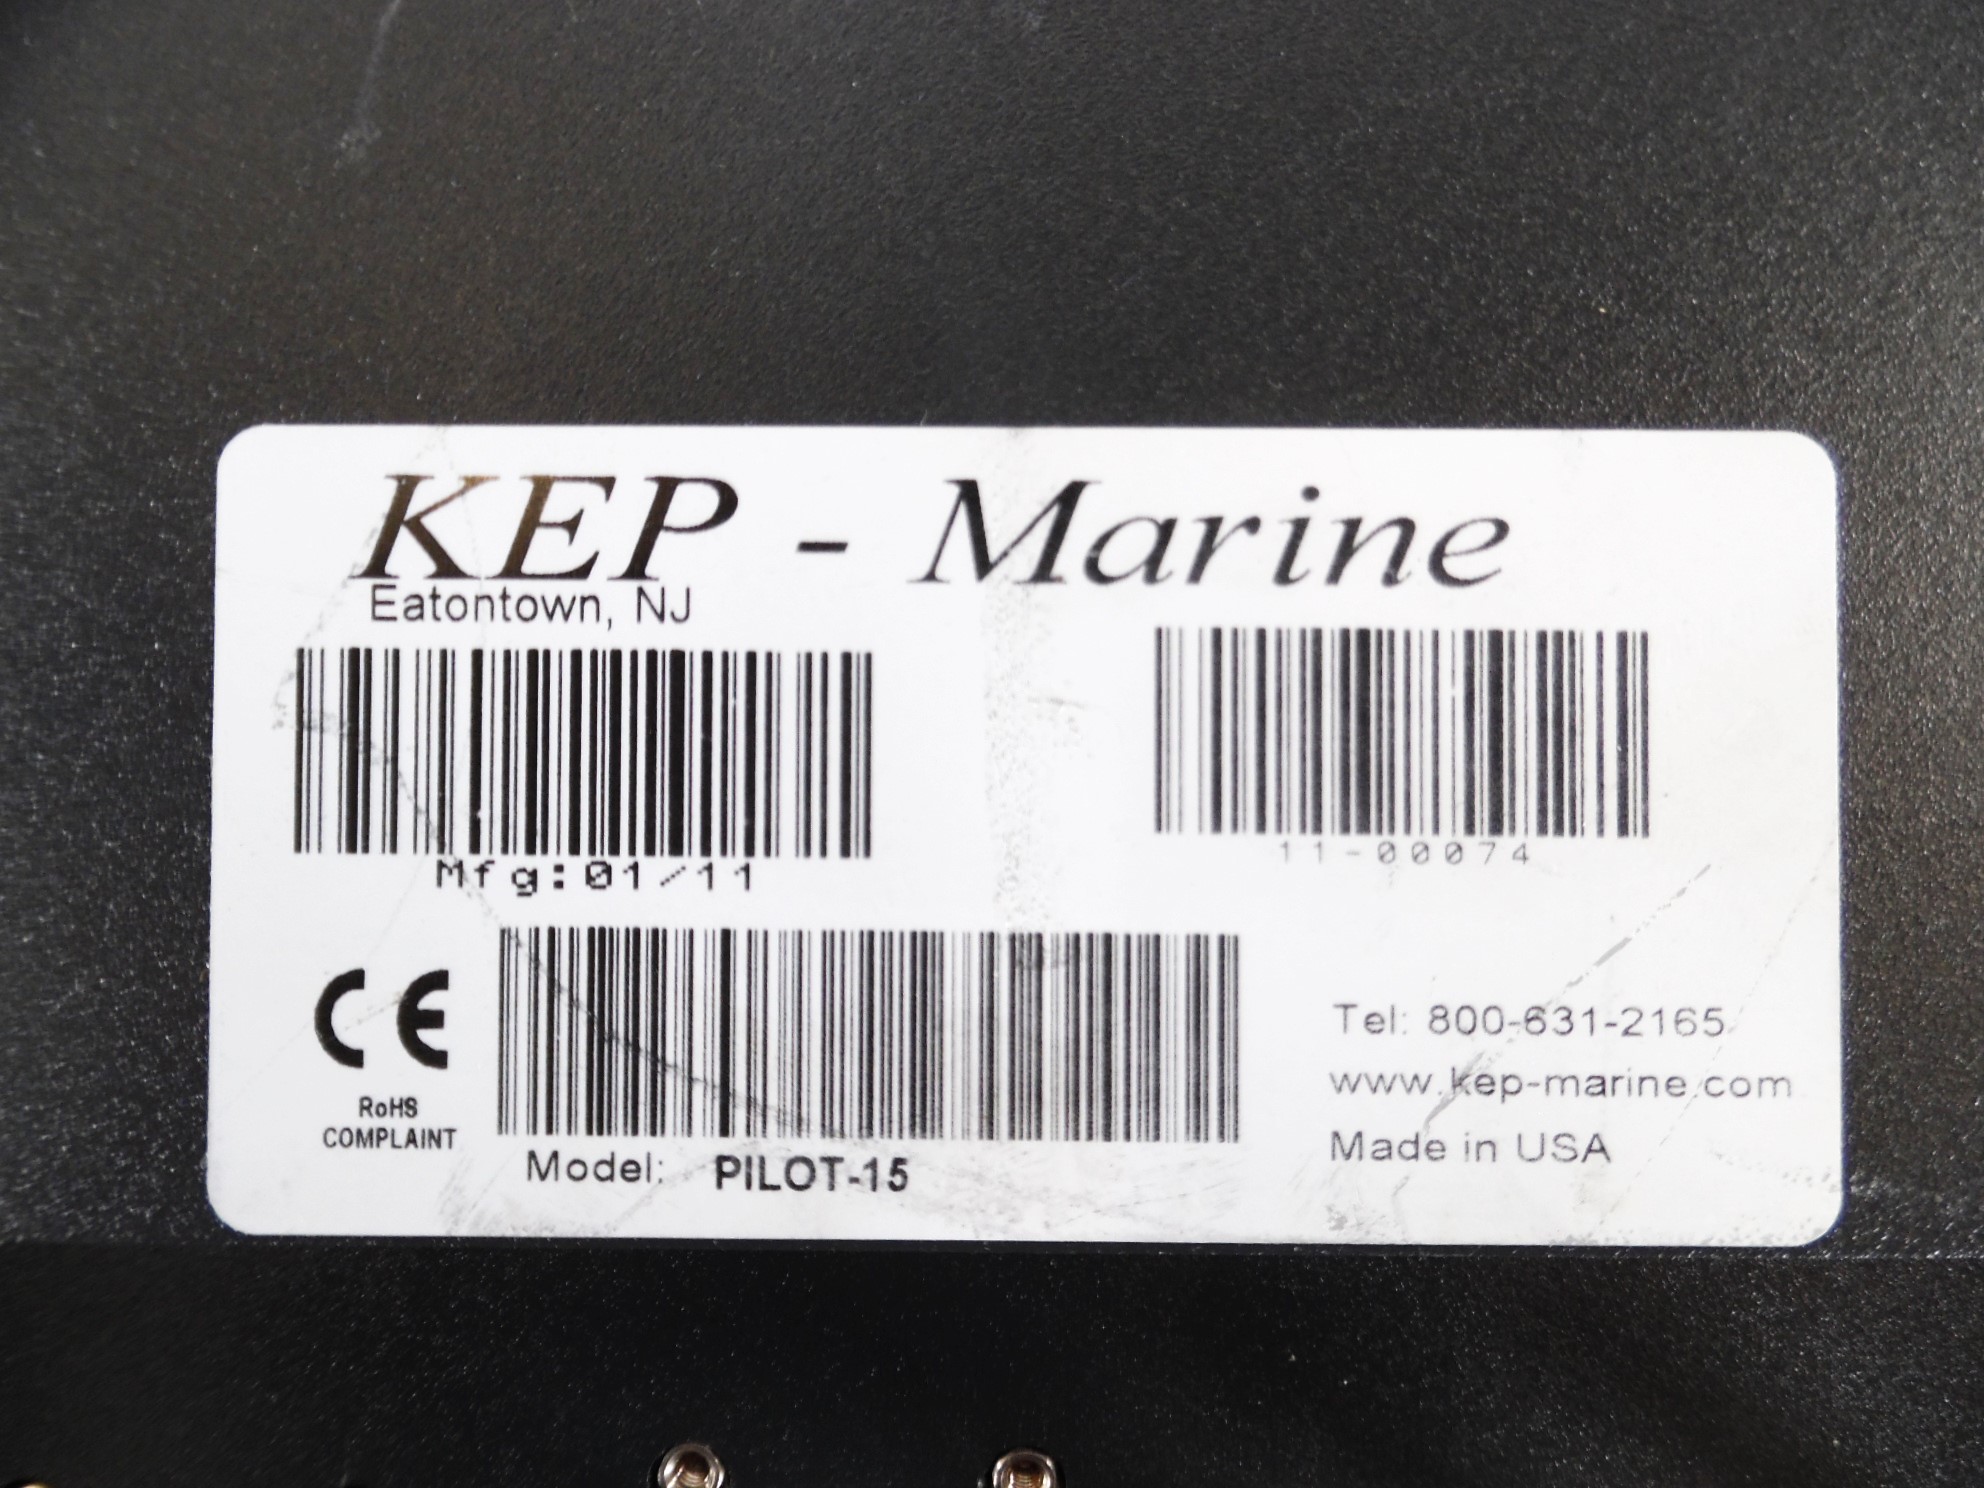 KEP - Marine
Eatontown, NJ
Mfg:01/11
11-00074
CE
RoHS
COMPLAINT
Model: PILOT-15
Tel: 800-631-2165
www.kep-marine.com
Made in USA